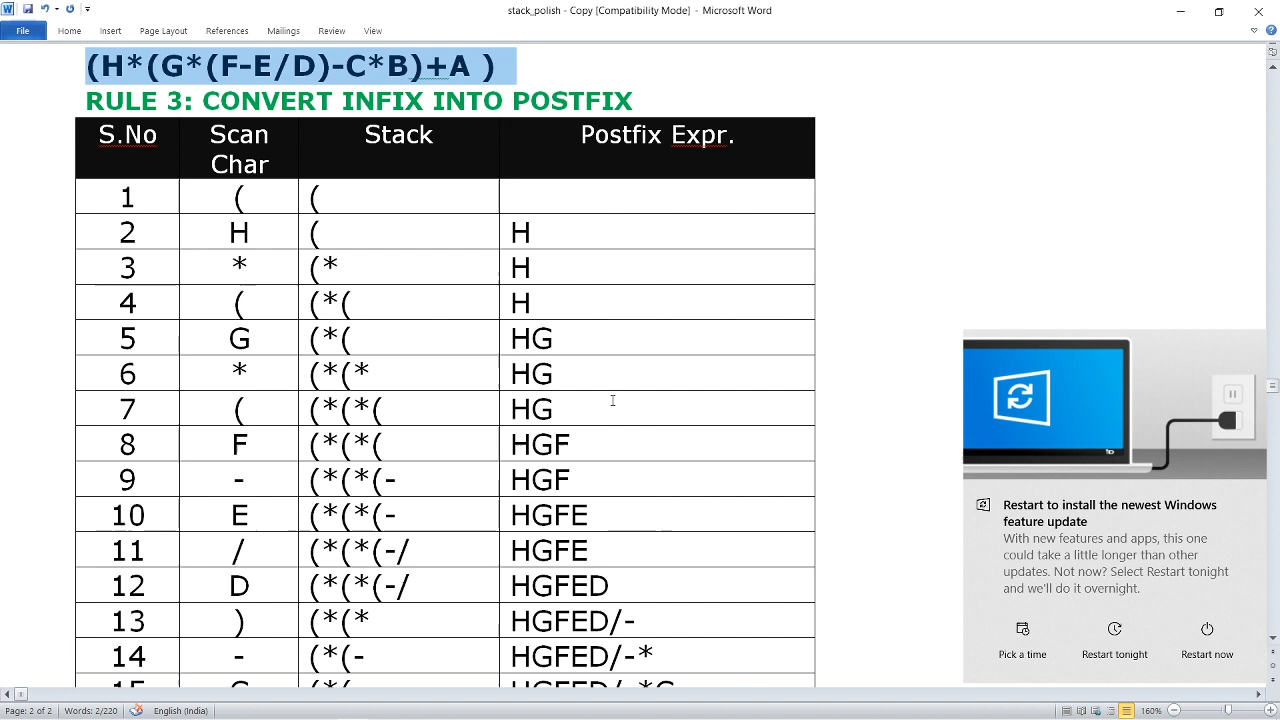 stack_polish - Copy [Compatibility Mode] - Microsoft Word
File Home Insert Page Layout References Mailings Review View
(H*(G*(F-E/D)-C*B)+A )
RULE 3: CONVERT INFIX INTO POSTFIX
S.No Scan Char Stack Postfix Expr.
1 ( (
2 H ( H
3 * (* H
4 ( (*( H
5 G (*( HG
6 * (*(* HG
7 ( (*(*( HG
8 F (*(*( HGF
9 - (*(*(- HGF
10 E (*(*(- HGFE
11 / (*(*(-/ HGFE
12 D (*(*(-/ HGFED
13 ) (*(* HGFED/-
14 - (*(- HGFED/-*
Restart to install the newest Windows
feature update
With new features and apps, this one
could take a little longer than other
updates. Not now? Select Restart tonight
and we'll do it overnight.
Pick a time Restart tonight Restart now
Page: 2 of 2 Words: 2/220 English (India) 160%